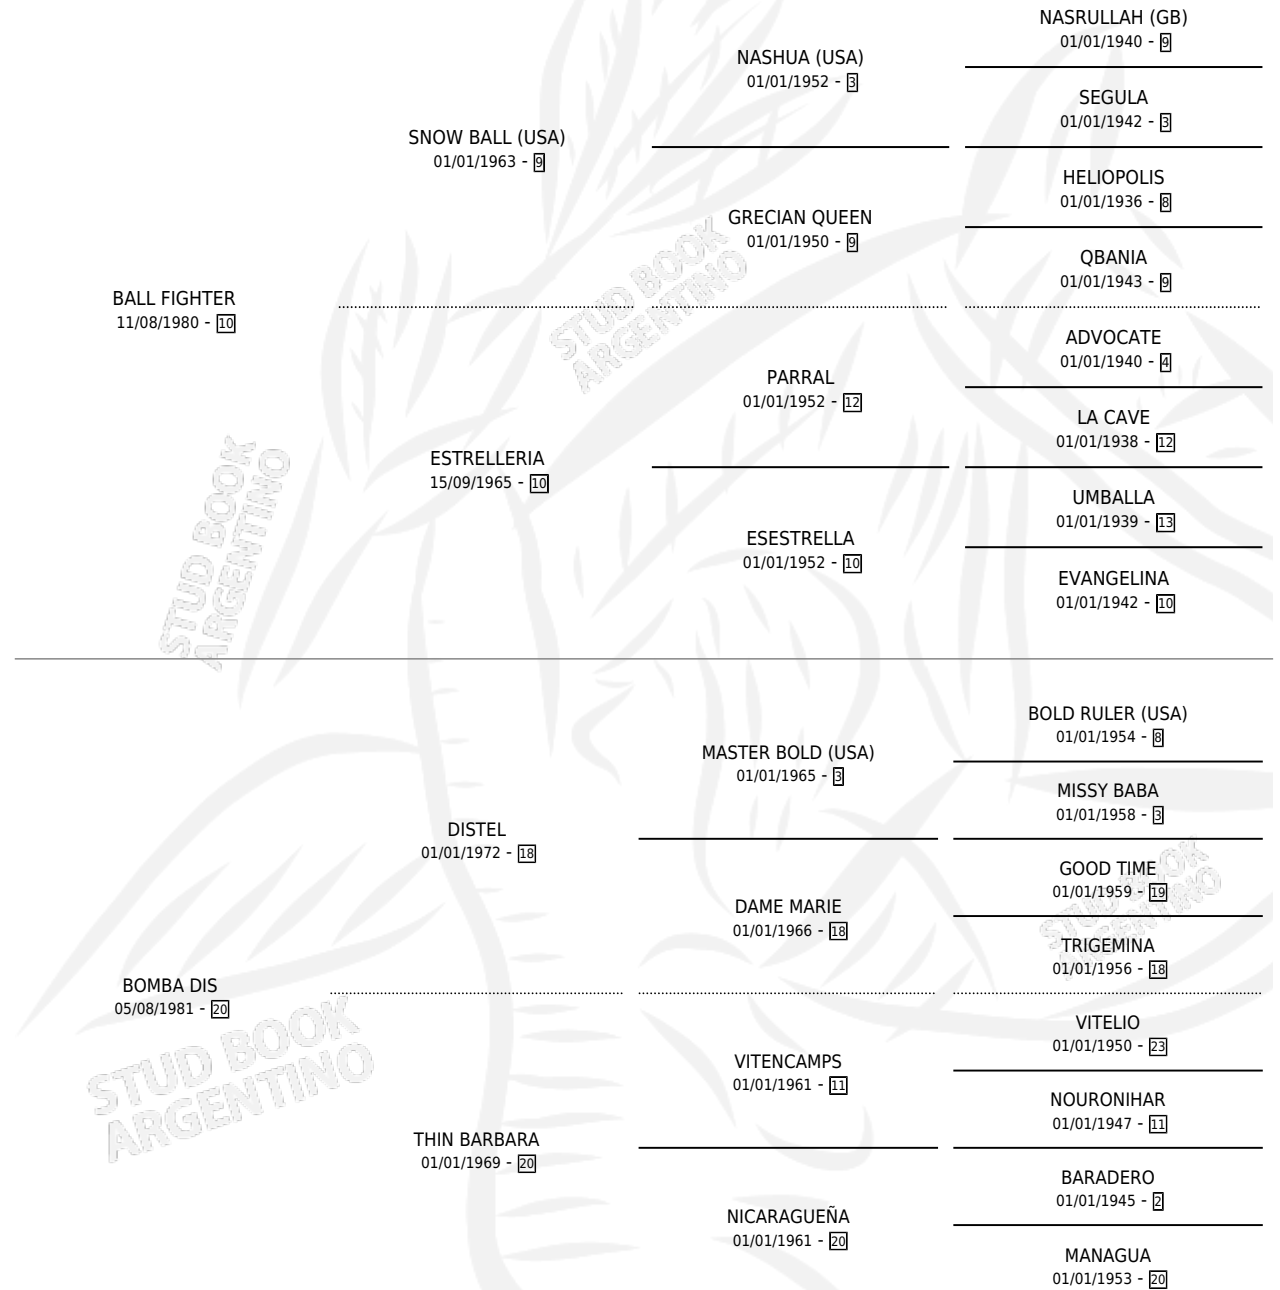 NASRULLAH (GB)
01/01/1940 - 9
NASHUA (USA)
01/01/1952 - 3
SEGULA
01/01/1942 - 3
SNOW BALL (USA)
01/01/1963 - 9
HELIOPOLIS
01/01/1936 - 8
GRECIAN QUEEN
01/01/1950 - 9
QBANIA
01/01/1943 - 9
BALL FIGHTER
11/08/1980 - 10
STUD BOOK
ARGENTINO
ADVOCATE
01/01/1940 - 4
PARRAL
01/01/1952 - 12
LA CAVE
01/01/1938 - 12
ESTRELLERIA
15/09/1965 - 10
UMBALLA
01/01/1939 - 13
ESESTRELLA
01/01/1952 - 10
EVANGELINA
01/01/1942 - 10
STUD BOOK
ARGENTINO
BOLD RULER (USA)
01/01/1954 - 8
MASTER BOLD (USA)
01/01/1965 - 3
MISSY BABA
01/01/1958 - 3
DISTEL
01/01/1972 - 18
GOOD TIME
01/01/1959 - 19
DAME MARIE
01/01/1966 - 18
TRIGEMINA
01/01/1956 - 18
STUD BOOK
ARGENTINO
BOMBA DIS
05/08/1981 - 20
VITELIO
01/01/1950 - 23
VITENCAMPS
01/01/1961 - 11
NOURONIHAR
01/01/1947 - 11
STUD BOOK
ARGENTINO
THIN BARBARA
01/01/1969 - 20
BARADERO
01/01/1945 - 2
NICARAGUEÑA
01/01/1961 - 20
MANAGUA
01/01/1953 - 20